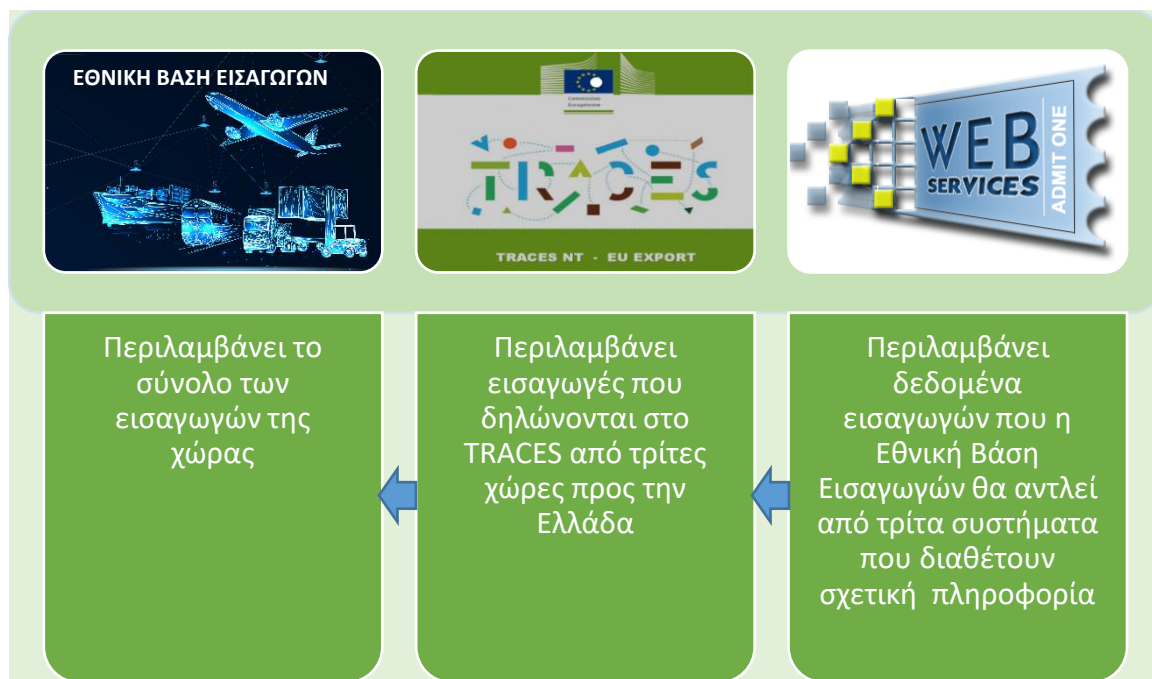 ΕΘΝΙΚΗ ΒΑΣΗ ΕΙΣΑΓΩΓΩΝ
Commission
Européenne
TRACES
TRACES NT - EU EXPORT
WEB
SERVICES
ADMIT ONE
Περιλαμβάνει το
σύνολο των
εισαγωγών της
χώρας
Περιλαμβάνει
εισαγωγές που
δηλώνονται στο
TRACES από τρίτες
χώρες προς την
Ελλάδα
Περιλαμβάνει
δεδομένα
εισαγωγών που η
Εθνική Βάση
Εισαγωγών θα αντλεί
από τρίτα συστήματα
που διαθέτουν
σχετική πληροφορία